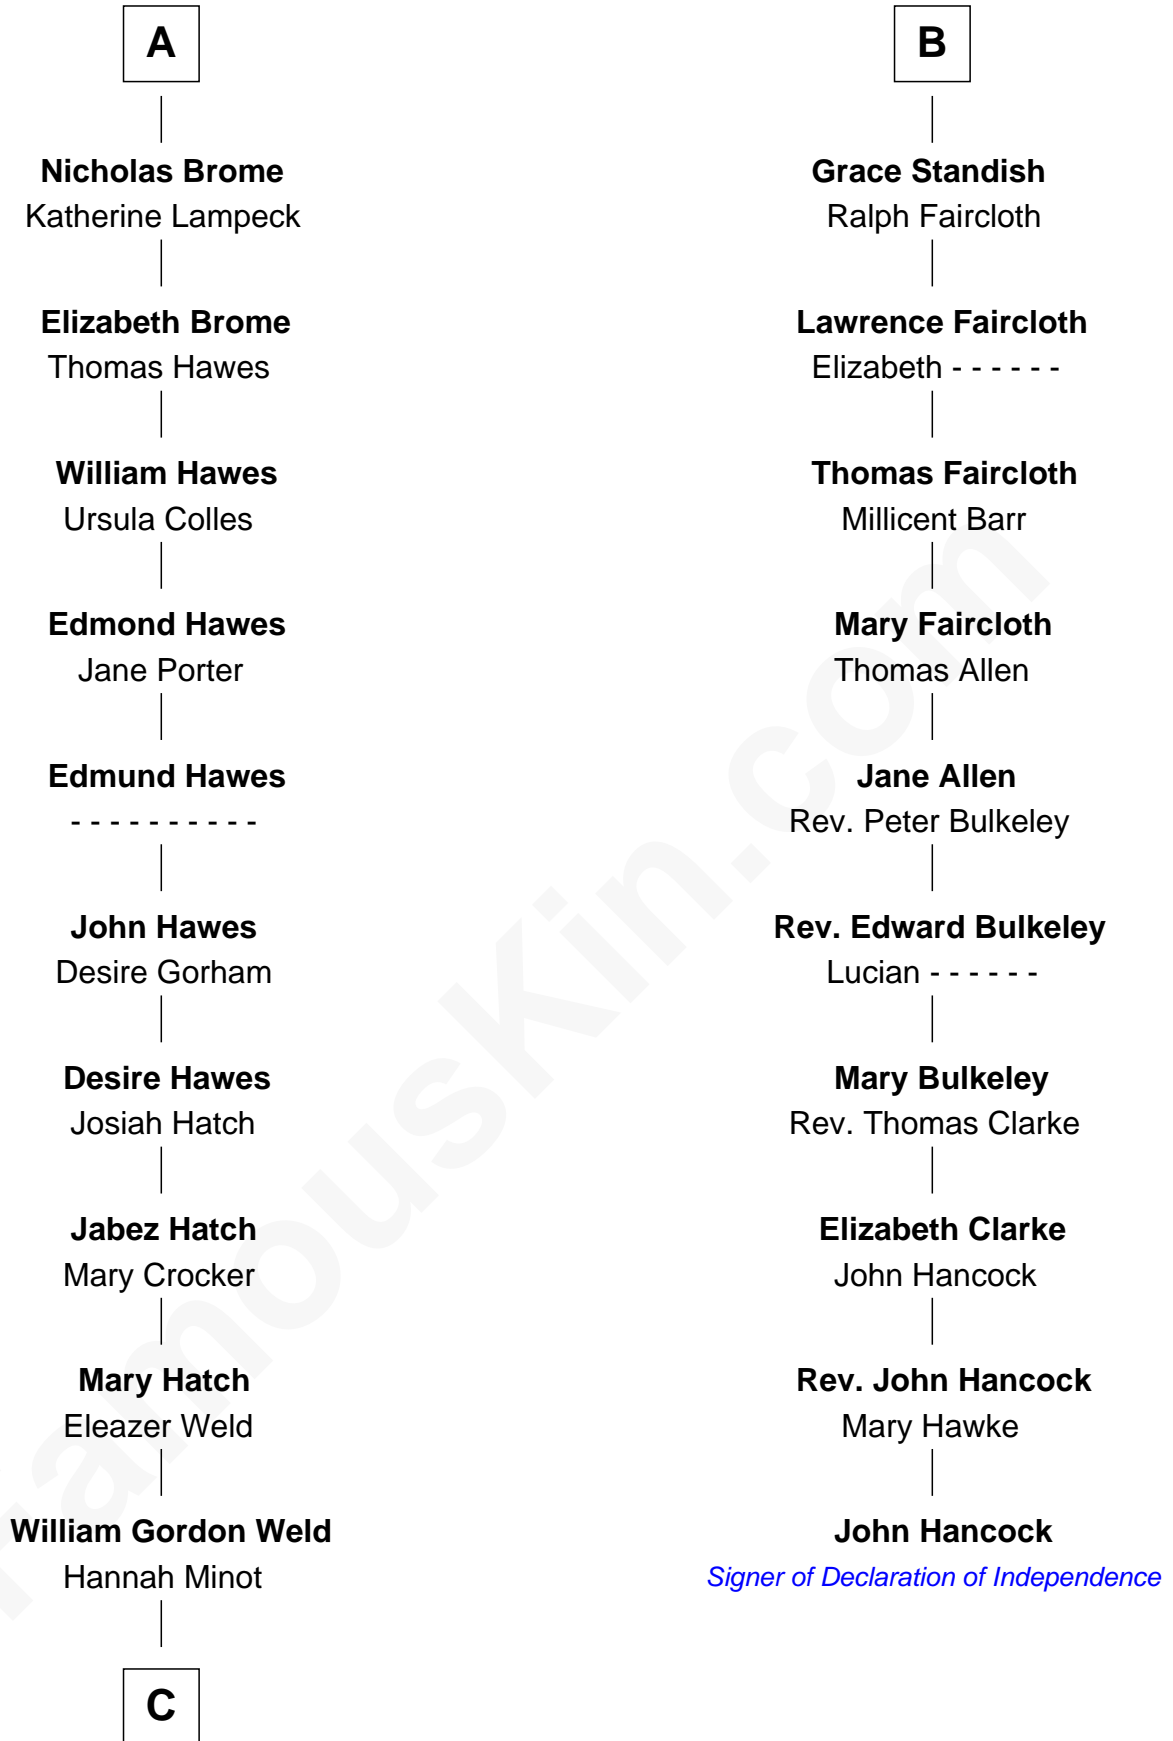 A
Nicholas Brome
Katherine Lampeck
Elizabeth Brome
Thomas Hawes
William Hawes
Ursula Colles
Edmond Hawes
Jane Porter
Edmund Hawes
- - - - - - - - - -
John Hawes
Desire Gorham
Desire Hawes
Josiah Hatch
Jabez Hatch
Mary Crocker
Mary Hatch
Eleazer Weld
William Gordon Weld
Hannah Minot
C
B
Grace Standish
Ralph Faircloth
Lawrence Faircloth
Elizabeth - - - - - -
Thomas Faircloth
Millicent Barr
Mary Faircloth
Thomas Allen
Jane Allen
Rev. Peter Bulkeley
Rev. Edward Bulkeley
Lucian - - - - - -
Mary Bulkeley
Rev. Thomas Clarke
Elizabeth Clarke
John Hancock
Rev. John Hancock
Mary Hawke
John Hancock
Signer of Declaration of Independence
FamousKin.com